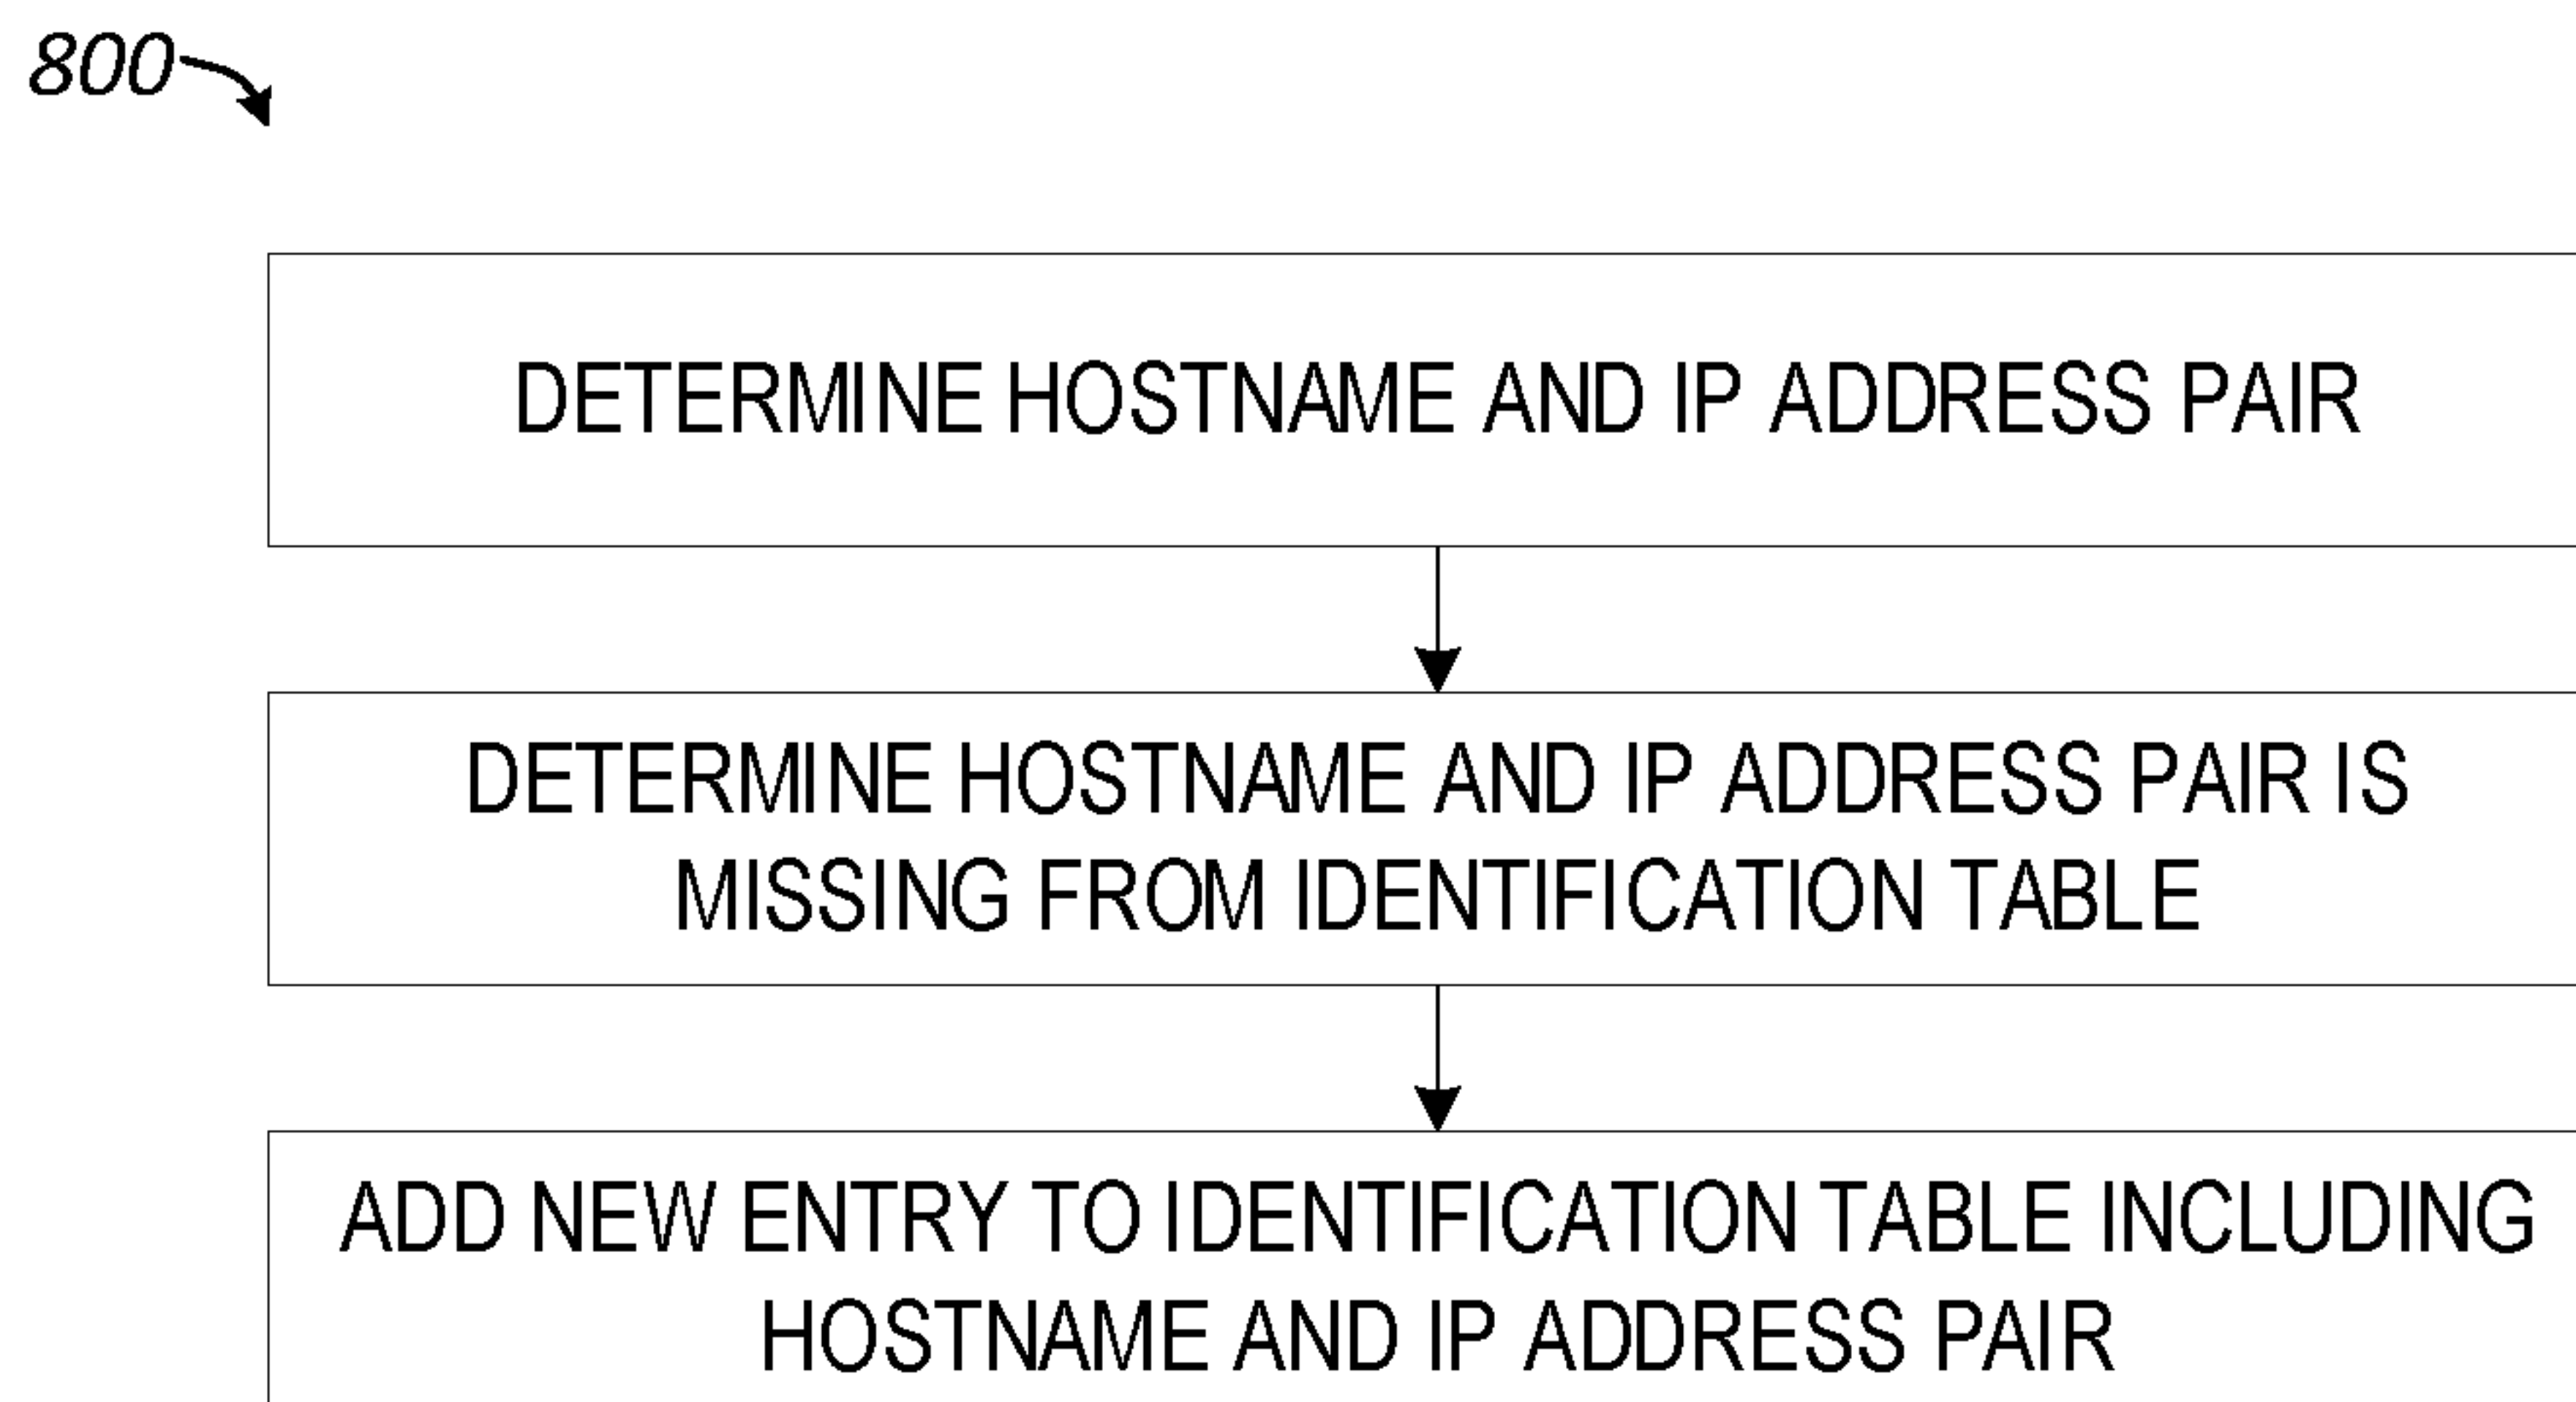 800
DETERMINE HOSTNAME AND IP ADDRESS PAIR
DETERMINE HOSTNAME AND IP ADDRESS PAIR IS
MISSING FROM IDENTIFICATION TABLE
ADD NEW ENTRY TO IDENTIFICATION TABLE INCLUDING
HOSTNAME AND IP ADDRESS PAIR